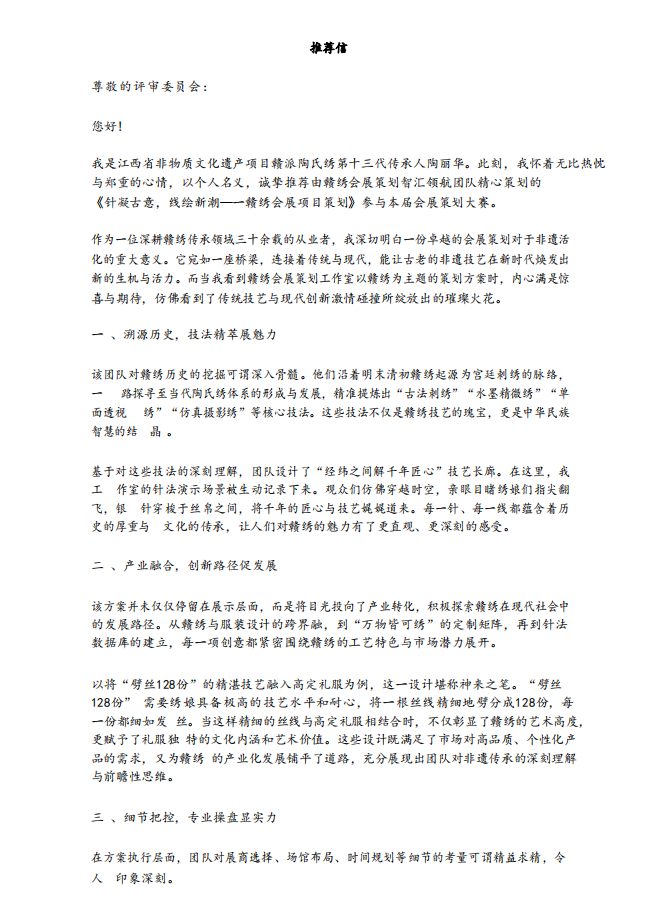 推荐信
尊敬的评审委员会：
您好！
我是江西省非物质文化遗产项目赣派陶氏绣第十三代传承人陶丽华。此刻，我怀着无比热忱
与郑重的心情，以个人名义，诚挚推荐由赣绣会展策划智汇领航团队精心策划的
《针凝古意，线绘新潮—一赣绣会展项目策划》参与本届会展策划大赛。
作为一位深耕赣绣传承领域三十余载的从业者，我深切明白一份卓越的会展策划对于非遗活
化的重大意义。它宛如一座桥梁，连接着传统与现代，能让古老的非遗技艺在新时代焕发出
新的生机与活力。而当我看到赣绣会展策划工作室以赣绣为主题的策划方案时，内心满是惊
喜与期待，仿佛看到了传统技艺与现代创新激情碰撞所绽放出的璀璨火花。
一 、溯源历史，技法精萃展魅力
该团队对赣绣历史的挖掘可谓深入骨髓。他们沿着明末清初赣绣起源为宫廷刺绣的脉络，
一 路探寻至当代陶氏绣体系的形成与发展，精准提炼出“古法刺绣”“水墨精微绣”“单
面透视 绣”“仿真摄影绣”等核心技法。这些技法不仅是赣绣技艺的瑰宝，更是中华民族
智慧的结 晶 。
基于对这些技法的深刻理解，团队设计了“经纬之间解千年匠心”技艺长廊。在这里，我
工 作室的针法演示场景被生动记录下来。观众们仿佛穿越时空，亲眼目睹绣娘们指尖翻
飞，银 针穿梭于丝帛之间，将千年的匠心与技艺娓娓道来。每一针、每一线都蕴含着历
史的厚重与 文化的传承，让人们对赣绣的魅力有了更直观、更深刻的感受。
二 、产业融合，创新路径促发展
该方案并未仅仅停留在展示层面，而是将目光投向了产业转化，积极探索赣绣在现代社会中
的发展路径。从赣绣与服装设计的跨界融，到“万物皆可绣”的定制矩阵，再到针法
数据库的建立，每一项创意都紧密围绕赣绣的工艺特色与市场潜力展开。
以将“劈丝128份”的精湛技艺融入高定礼服为例，这一设计堪称神来之笔。“劈丝
128份” 需要绣娘具备极高的技艺水平和耐心，将一根丝线精细地劈分成128份，每
一份都细如发 丝。当这样精细的丝线与高定礼服相结合时，不仅彰显了赣绣的艺术高度，
更赋予了礼服独 特的文化内涵和艺术价值。这些设计既满足了市场对高品质、个性化产
品的需求，又为赣绣 的产业化发展铺平了道路，充分展现出团队对非遗传承的深刻理解
与前瞻性思维。
三 、细节把控，专业操盘显实力
在方案执行层面，团队对展商选择、场馆布局、时间规划等细节的考量可谓精益求精，令
人 印象深刻。